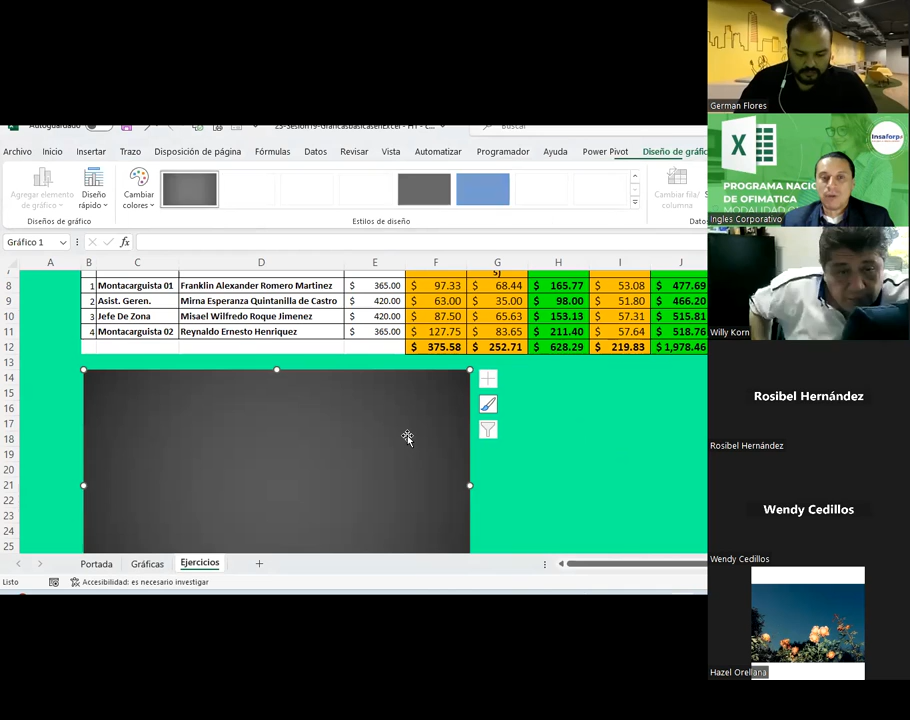 Autoguardado
23-Sesion19-GraficasBasicasenExcel - HT - C...
Buscar
Archivo Inicio Insertar Trazo Disposición de página Fórmulas Datos Revisar Vista Automatizar Programador Ayuda Power Pivot Diseño de gráfic
Agregar elemento de gráfico
Diseño rápido
Cambiar colores
Cambiar fila/ columna
Diseños de gráfico
Estilos de diseño
Dato
Gráfico 1
fx
A B C D E F G H I J
7 s)
8 1 Montacarguista 01 Franklin Alexander Romero Martinez $ 365.00 $ 97.33 $ 68.44 $ 165.77 $ 53.08 $ 477.69
9 2 Asist. Geren. Mirna Esperanza Quintanilla de Castro $ 420.00 $ 63.00 $ 35.00 $ 98.00 $ 51.80 $ 466.20
10 3 Jefe De Zona Misael Wilfredo Roque Jimenez $ 420.00 $ 87.50 $ 65.63 $ 153.13 $ 57.31 $ 515.81
11 4 Montacarguista 02 Reynaldo Ernesto Henriquez $ 365.00 $ 127.75 $ 83.65 $ 211.40 $ 57.64 $ 518.76
12 $ 375.58 $ 252.71 $ 628.29 $ 219.83 $ 1,978.46
13
14
15
16
17
18
19
20
21
22
23
24
25
Portada Gráficas Ejercicios
Listo
Accesibilidad: es necesario investigar
German Flores
X
Insaforp
PROGRAMA NACIO
DE OFIMATICA
MODALIDAD
Ingles Corporativo
Willy Korn
Rosibel Hernández
Rosibel Hernández
Wendy Cedillos
Wendy Cedillos
Hazel Orellana